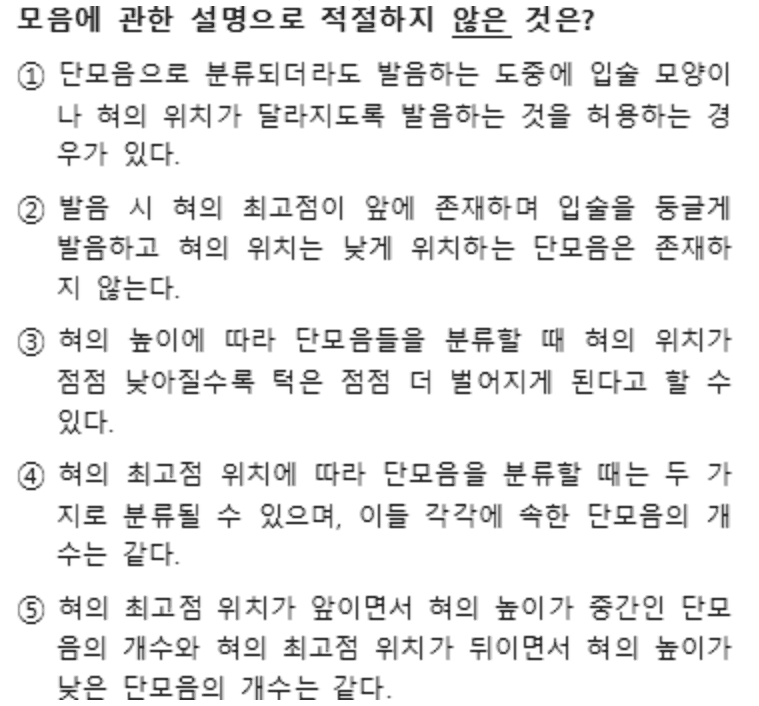 모음에 관한 설명으로 적절하지 않은 것은?
① 단모음으로 분류되더라도 발음하는 도중에 입술 모양이
나 혀의 위치가 달라지도록 발음하는 것을 허용하는 경
우가 있다.
② 발음 시 혀의 최고점이 앞에 존재하며 입술을 둥글게
발음하고 혀의 위치는 낮게 위치하는 단모음은 존재하
지 않는다.
③ 혀의 높이에 따라 단모음들을 분류할 때 혀의 위치가
점점 낮아질수록 턱은 점점 더 벌어지게 된다고 할 수
있다.
④ 혀의 최고점 위치에 따라 단모음을 분류할 때는 두 가
지로 분류될 수 있으며, 이들 각각에 속한 단모음의 개
수는 같다.
⑤ 혀의 최고점 위치가 앞이면서 혀의 높이가 중간인 단모
음의 개수와 혀의 최고점 위치가 뒤이면서 혀의 높이가
낮은 단모음의 개수는 같다.